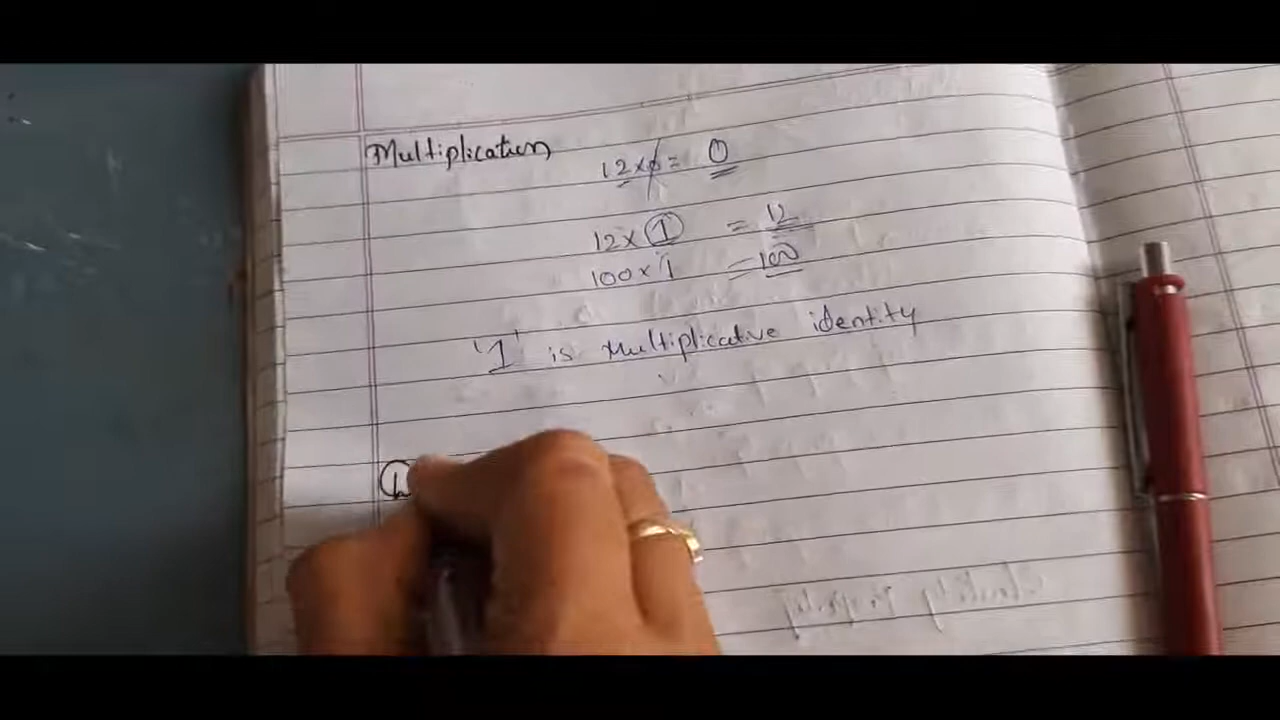 Multiplication
12 x 0 = 0
12 x 1 = 12
100 x 1 = 100
'1' is Multiplicative identity